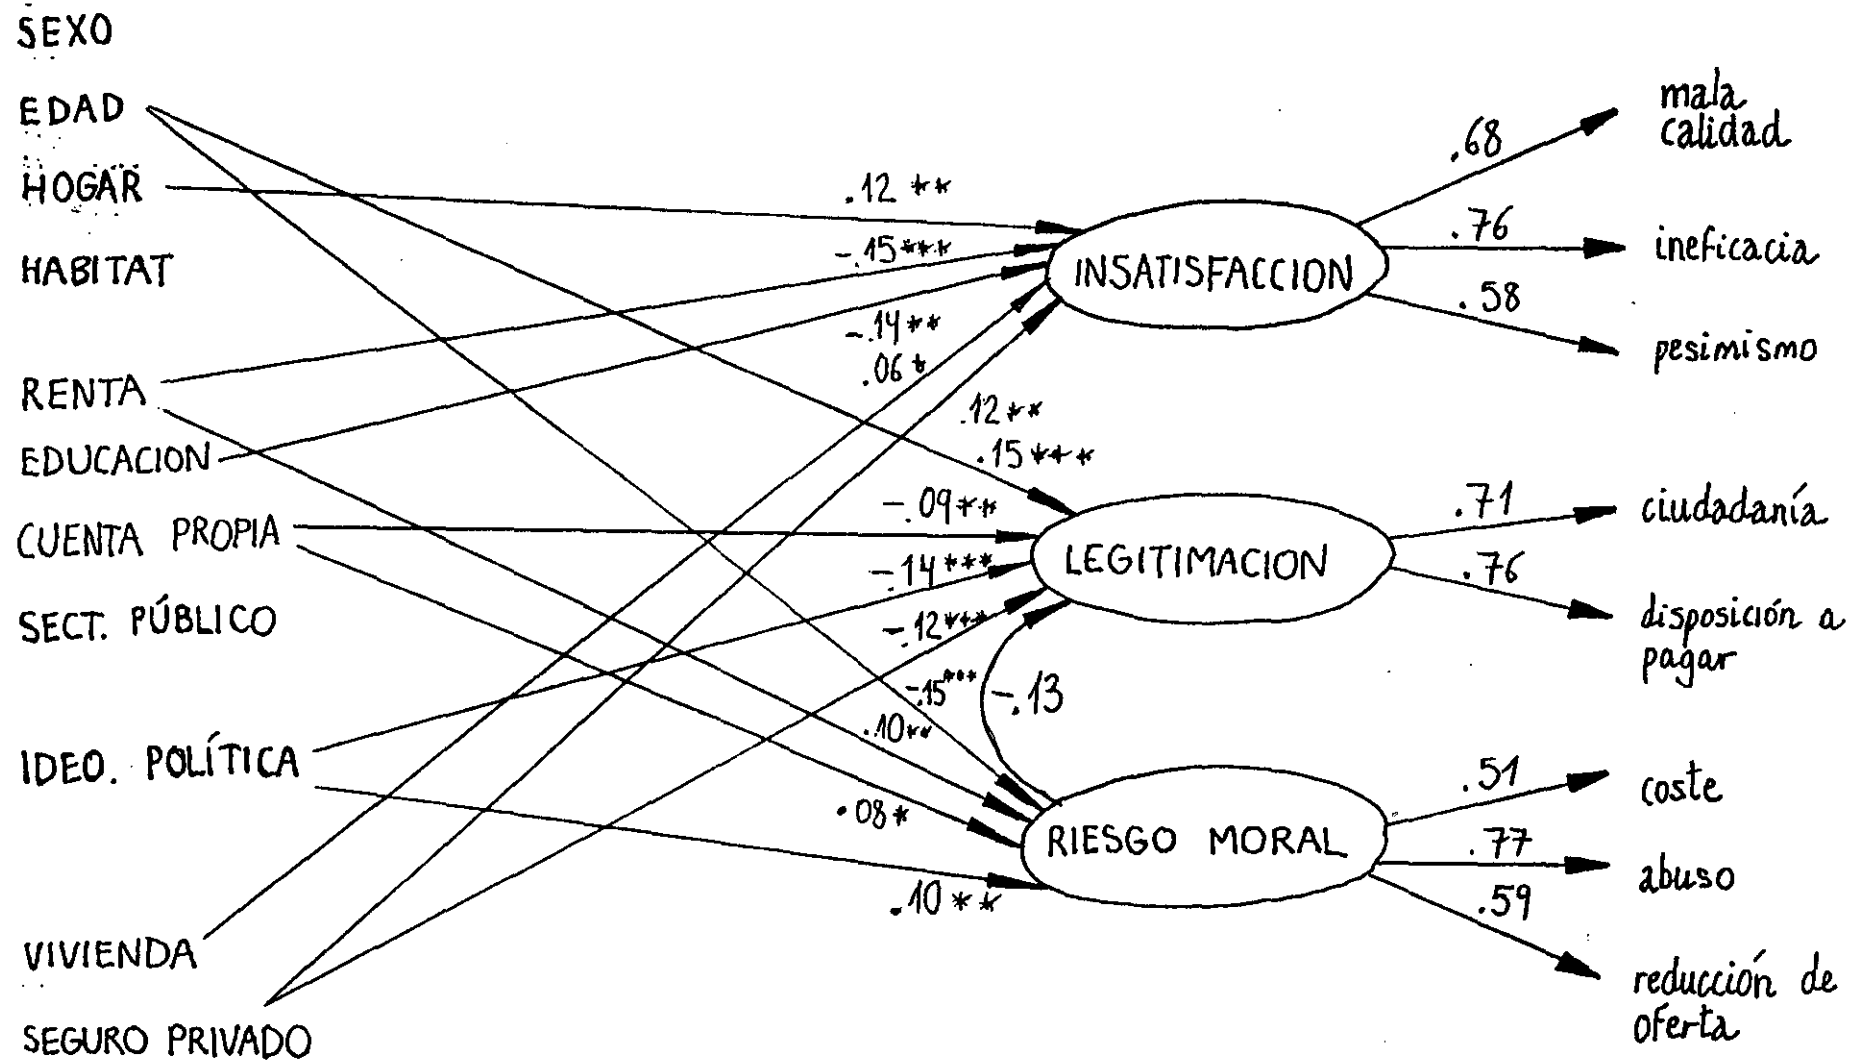 SEXO
EDAD
HOGAR
HABITAT
RENTA
EDUCACION
CUENTA PROPIA
SECT. PÚBLICO
IDEO. POLÍTICA
VIVIENDA
SEGURO PRIVADO
.12 **
-.15***
-.14**
.06 *
.12**
.15***
-.09**
-.14***
-.12***
-.15***
-.13
.10**
.08*
.10**
INSATISFACCION
LEGITIMACION
RIESGO MORAL
.68
.76
.58
.71
.76
.51
.77
.59
mala
calidad
ineficacia
pesimismo
ciudadanía
disposición a
pagar
coste
abuso
reducción de
oferta